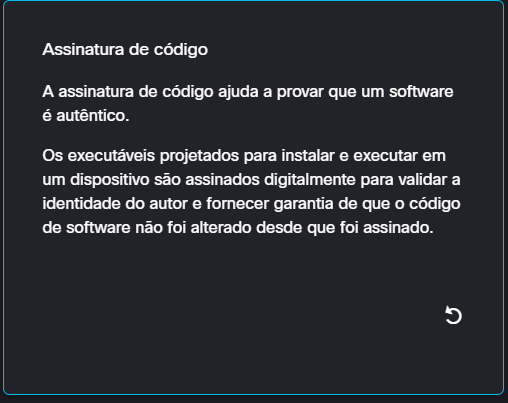 Assinatura de código
A assinatura de código ajuda a provar que um software
é autêntico.
Os executáveis projetados para instalar e executar em
um dispositivo são assinados digitalmente para validar a
identidade do autor e fornecer garantia de que o código
de software não foi alterado desde que foi assinado.